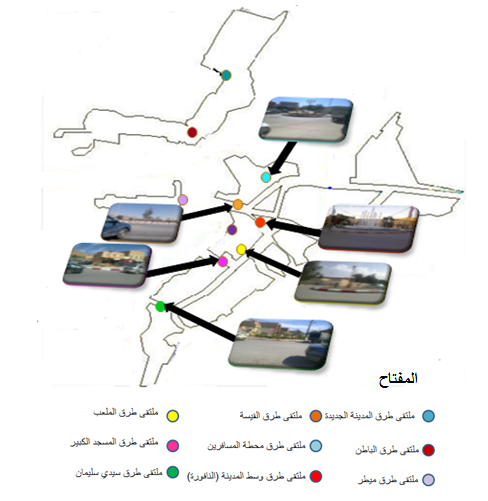 المفتاح
ملتقى طرق المدينة الجديدة
ملتقى طرق القيسة
ملتقى طرق الملعب
ملتقى طرق الباطن
ملتقى طرق محطة المسافرين
ملتقى طرق المسجد الكبير
ملتقى طرق ميطر
ملتقى طرق وسط المدينة (النافورة)
ملتقى طرق سيدي سليمان